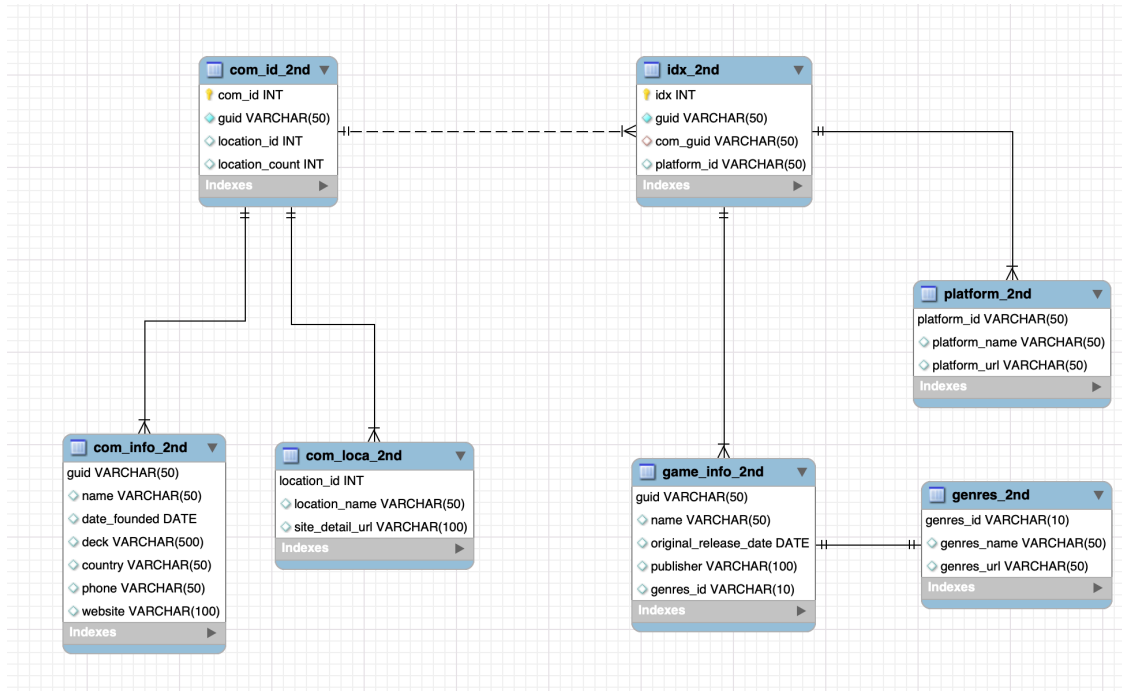 com_id_2nd
com_id INT
guid VARCHAR(50)
location_id INT
location_count INT
Indexes
idx_2nd
idx INT
guid VARCHAR(50)
com_guid VARCHAR(50)
platform_id VARCHAR(50)
Indexes
platform_2nd
platform_id VARCHAR(50)
platform_name VARCHAR(50)
platform_url VARCHAR(50)
Indexes
com_info_2nd
guid VARCHAR(50)
name VARCHAR(50)
date_founded DATE
deck VARCHAR(500)
country VARCHAR(50)
phone VARCHAR(50)
website VARCHAR(100)
Indexes
com_loca_2nd
location_id INT
location_name VARCHAR(50)
site_detail_url VARCHAR(100)
Indexes
game_info_2nd
guid VARCHAR(50)
name VARCHAR(50)
original_release_date DATE
publisher VARCHAR(100)
genres_id VARCHAR(10)
Indexes
genres_2nd
genres_id VARCHAR(10)
genres_name VARCHAR(50)
genres_url VARCHAR(50)
Indexes